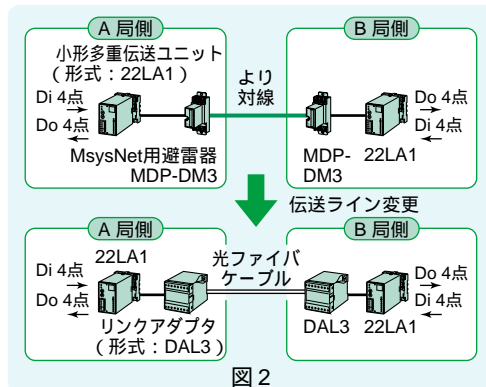 A 局側
B 局側
小形多重伝送ユニット
(形式:22LA1)
より
対線
Di 4点
Do 4点
Do 4点
Di 4点
MsysNet用避雷器
MDP-DM3
MDP-
DM3
22LA1
伝送ライン変更
A 局側
B 局側
22LA1
光ファイバ
ケーブル
Di 4点
Do 4点
Do 4点
Di 4点
リンクアダプタ
(形式:DAL3)
DAL3
22LA1
図2